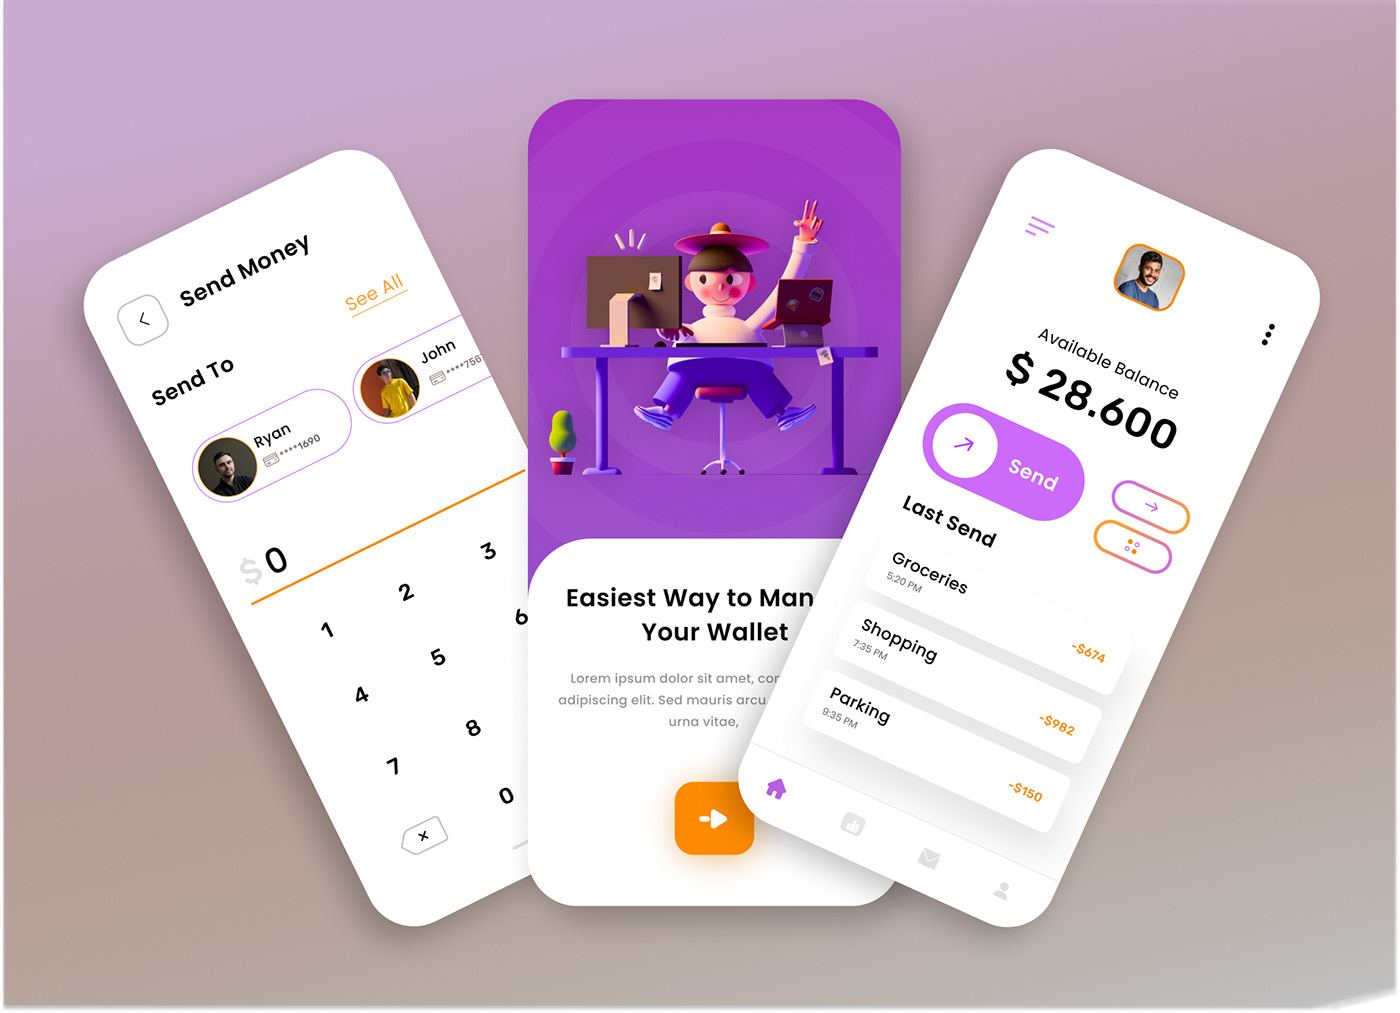 Send Money
See All
Send To
Ryan
****1690
John
$0
1
2
3
4
5
6
7
8
0
x
Easiest Way to
Your Wallet
Lorem ipsum dolor sit amet,
adipiscing elit. Sed mauris arcu
urna vitae,
Available Balance
$ 28.600
Send
Last Send
Groceries
5:20 PM
-$674
Shopping
7:35 PM
-$982
Parking
9:35 PM
-$150